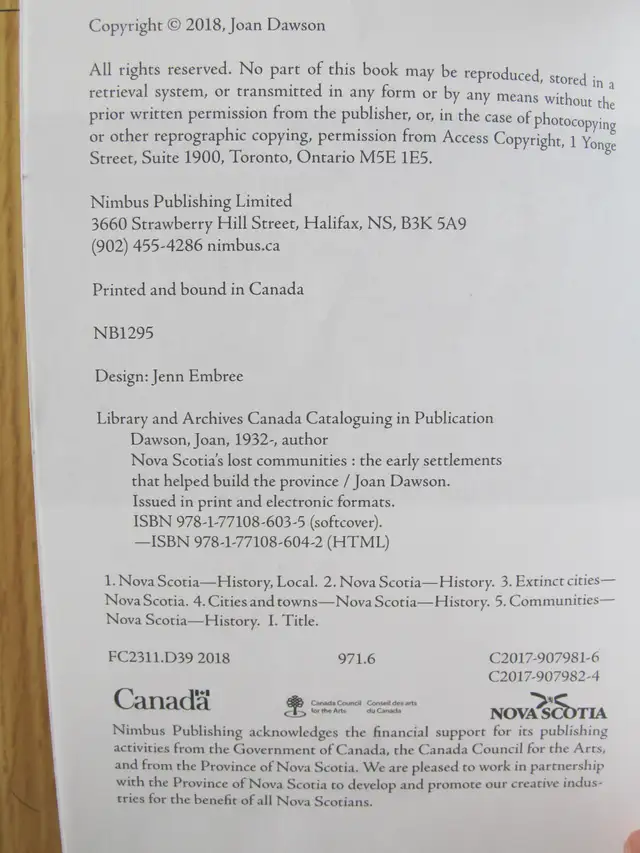 Copyright © 2018, Joan Dawson
All rights reserved. No part of this book may be reproduced, stored in a
retrieval system, or transmitted in any form or by any means without the
prior written permission from the publisher, or, in the case of photocopying
or other reprographic copying, permission from Access Copyright, 1 Yonge
Street, Suite 1900, Toronto, Ontario M5E 1E5.
Nimbus Publishing Limited
3660 Strawberry Hill Street, Halifax, NS, B3K 5A9
(902) 455-4286 nimbus.ca
Printed and bound in Canada
NB1295
Design: Jenn Embree
Library and Archives Canada Cataloguing in Publication
Dawson, Joan, 1932-, author
Nova Scotia's lost communities : the early settlements
that helped build the province / Joan Dawson.
Issued in print and electronic formats.
ISBN 978-1-77108-603-5 (softcover).
—ISBN 978-1-77108-604-2 (HTML)
1. Nova Scotia—History, Local. 2. Nova Scotia—History. 3. Extinct cities—
Nova Scotia. 4. Cities and towns—Nova Scotia—History. 5. Communities—
Nova Scotia—History. I. Title.
FC2311.D39 2018 971.6 C2017-907981-6
C2017-907982-4
Canada
Canada Council Conseil des arts
for the Arts du Canada
NOVA SCOTIA
Nimbus Publishing acknowledges the financial support for its publishing
activities from the Government of Canada, the Canada Council for the Arts,
and from the Province of Nova Scotia. We are pleased to work in partnership
with the Province of Nova Scotia to develop and promote our creative indus-
tries for the benefit of all Nova Scotians.